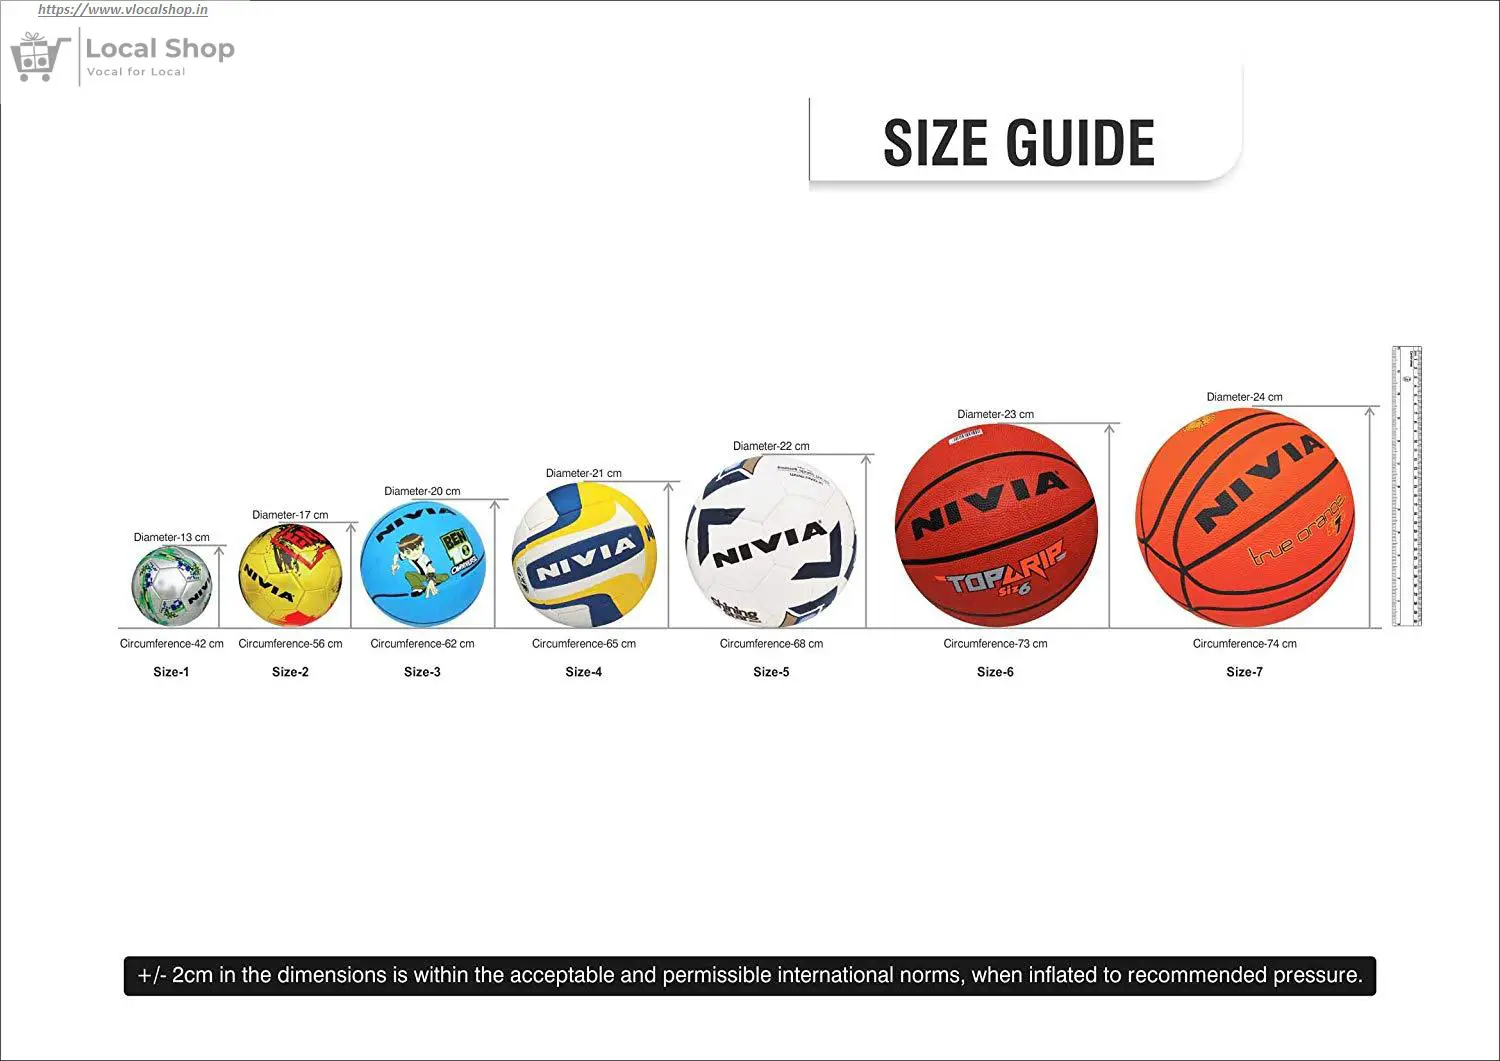 https://www.vlocalshop.in
Local Shop
Vocal for Local
SIZE GUIDE
Diameter-13 cm
Diameter-17 cm
Diameter-20 cm
Diameter-21 cm
Diameter-22 cm
Diameter-23 cm
Diameter-24 cm
NIVIA
NIVIA
NIVIA
BEN
10
NIVIA
NIVIA
Shining
NIVIA
TOPGRIP
Size 6
NIVIA
true orange
7
Circumference-42 cm
Circumference-56 cm
Circumference-62 cm
Circumference-65 cm
Circumference-68 cm
Circumference-73 cm
Circumference-74 cm
Size-1
Size-2
Size-3
Size-4
Size-5
Size-6
Size-7
+/- 2cm in the dimensions is within the acceptable and permissible international norms, when inflated to recommended pressure.